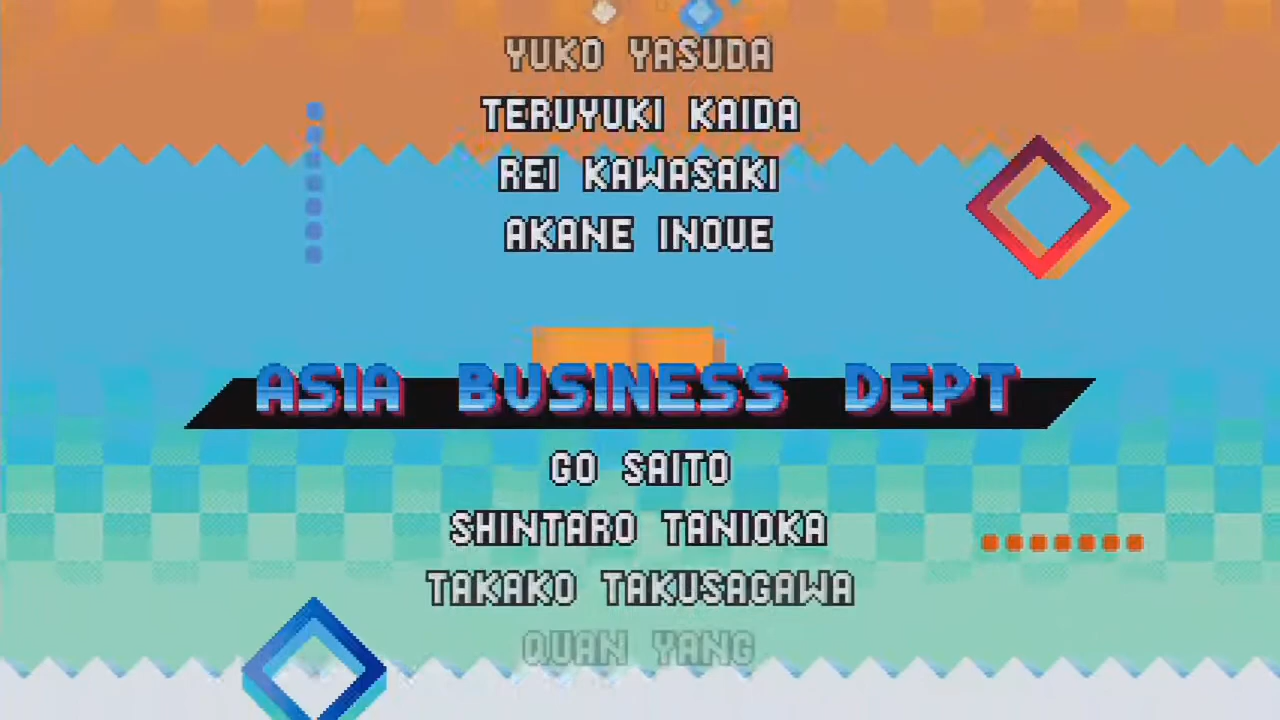 YUKO YASUDA
TERUYUKI KAIDA
REI KAWASAKI
AKANE INOUE
ASIA BUSINESS DEPT
GO SAITO
SHINTARO TANIOKA
TAKAKO TAKUSAGAWA
QUAN YANG